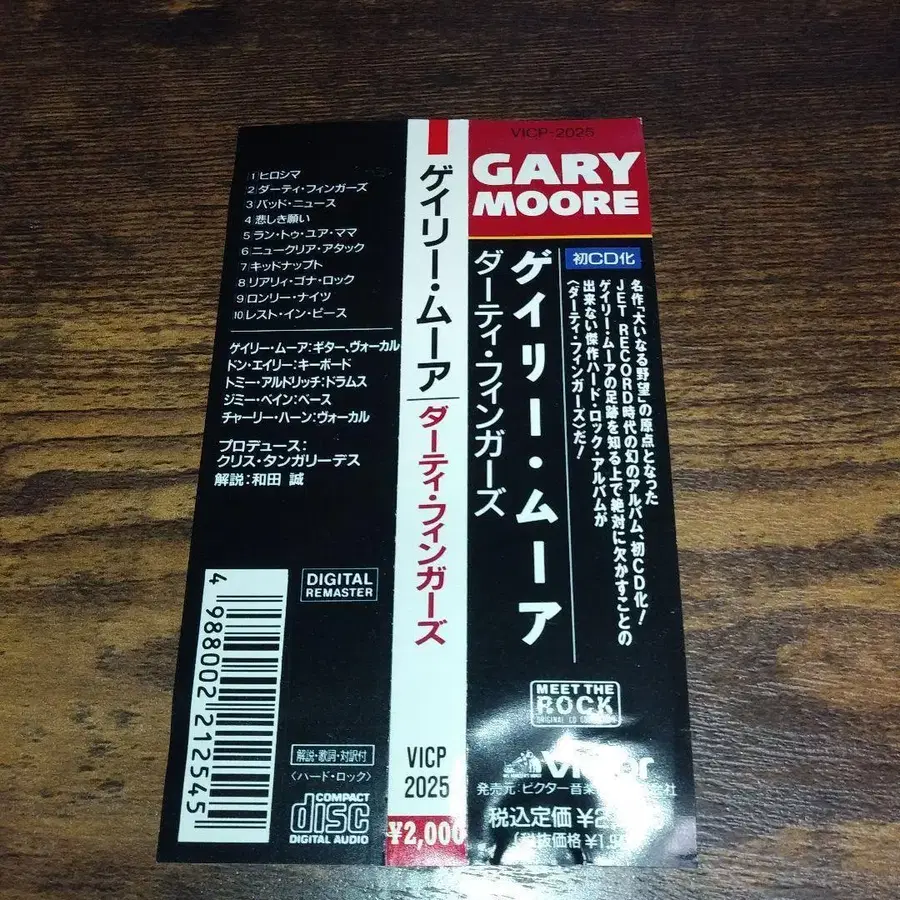 1 ヒロシマ
2 ダーティ・フィンガーズ
3 バッド・ニュース
4 悲しき願い
5 ラン・トゥ・ユア・ママ
6 ニュークリア・アタック
7 キッドナップト
8 リアリィ・ゴナ・ロック
9 ロンリー・ナイツ
10 レスト・イン・ピース
ゲイリー・ムーア:ギター、ヴォーカル
ドン・エイリー:キーボード
トミー・アルドリッチ:ドラムス
ジミー・ベイン:ベース
チャーリー・ハーン:ヴォーカル
プロデュース:
クリス・タンガリーデス
解説:和田 誠
DIGITAL
REMASTER
4 988002 212545
解説・歌詞・対訳付
〈ハード・ロック〉
COMPACT
disc
DIGITAL AUDIO
ゲイリー・ムーア
ダーティ・フィンガーズ
VICP
2025
¥2,000
VICP-2025
GARY
MOORE
初CD化
名作「大いなる野望」の原点となった
JET RECORD時代の幻のアルバム、初CD化!
ゲイリー・ムーアの足跡を知る上で絶対に欠かすことの
出来ない傑作ハード・ロック・アルバムが
〈ダーティ・フィンガーズ〉だ!
ゲイリー・ムーア
ダーティ・フィンガーズ
MEET THE
ROCK
ORIGINAL CD
発売元:ビクター音楽
税込定価¥2
(税抜価格¥1,9